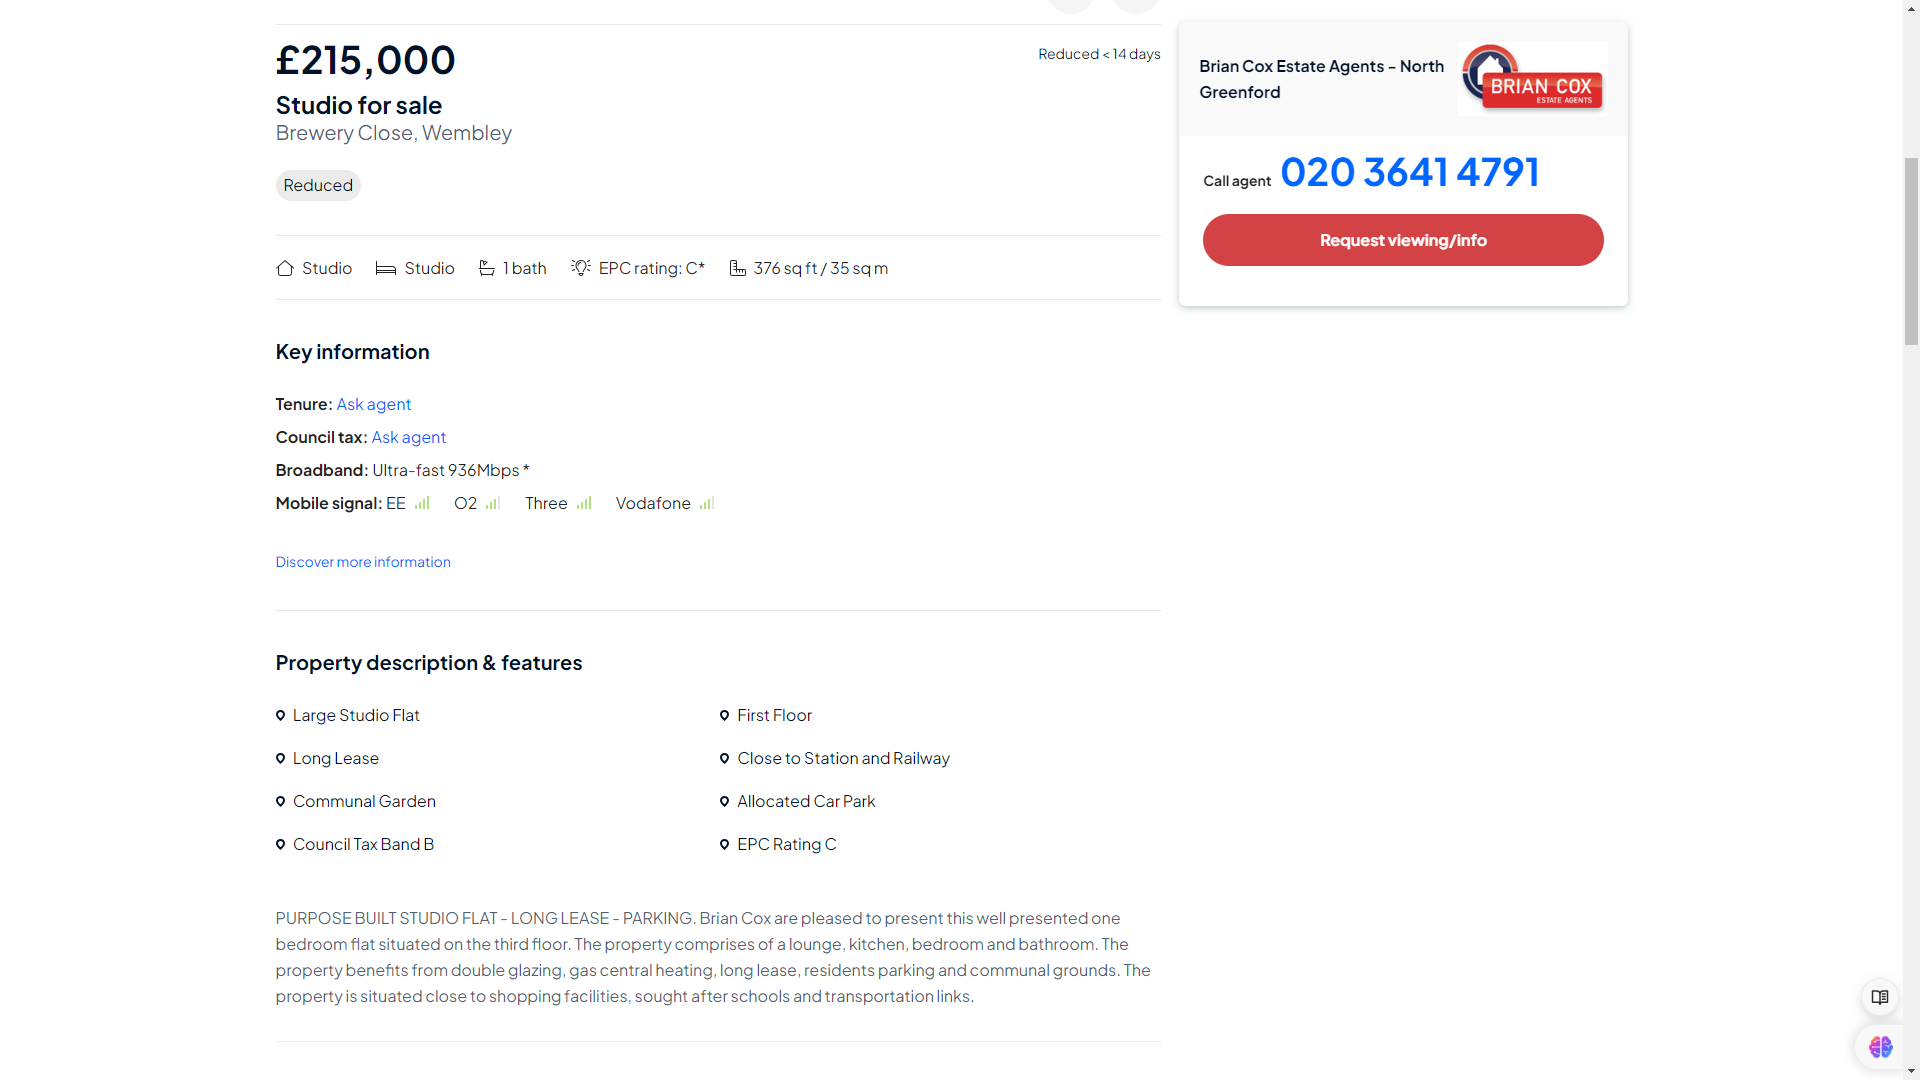 £215,000
Reduced < 14 days
Studio for sale
Brewery Close, Wembley
Reduced
Studio Studio 1 bath EPC rating: C* 376 sq ft / 35 sq m
Key information
Tenure: Ask agent
Council tax: Ask agent
Broadband: Ultra-fast 936Mbps *
Mobile signal: EE O2 Three Vodafone
Discover more information
Property description & features
Large Studio Flat
First Floor
Long Lease
Close to Station and Railway
Communal Garden
Allocated Car Park
Council Tax Band B
EPC Rating C
PURPOSE BUILT STUDIO FLAT - LONG LEASE - PARKING. Brian Cox are pleased to present this well presented one
bedroom flat situated on the third floor. The property comprises of a lounge, kitchen, bedroom and bathroom. The
property benefits from double glazing, gas central heating, long lease, residents parking and communal grounds. The
property is situated close to shopping facilities, sought after schools and transportation links.
Brian Cox Estate Agents - North
Greenford
BRIAN COX
ESTATE AGENTS
Call agent 020 3641 4791
Request viewing/info